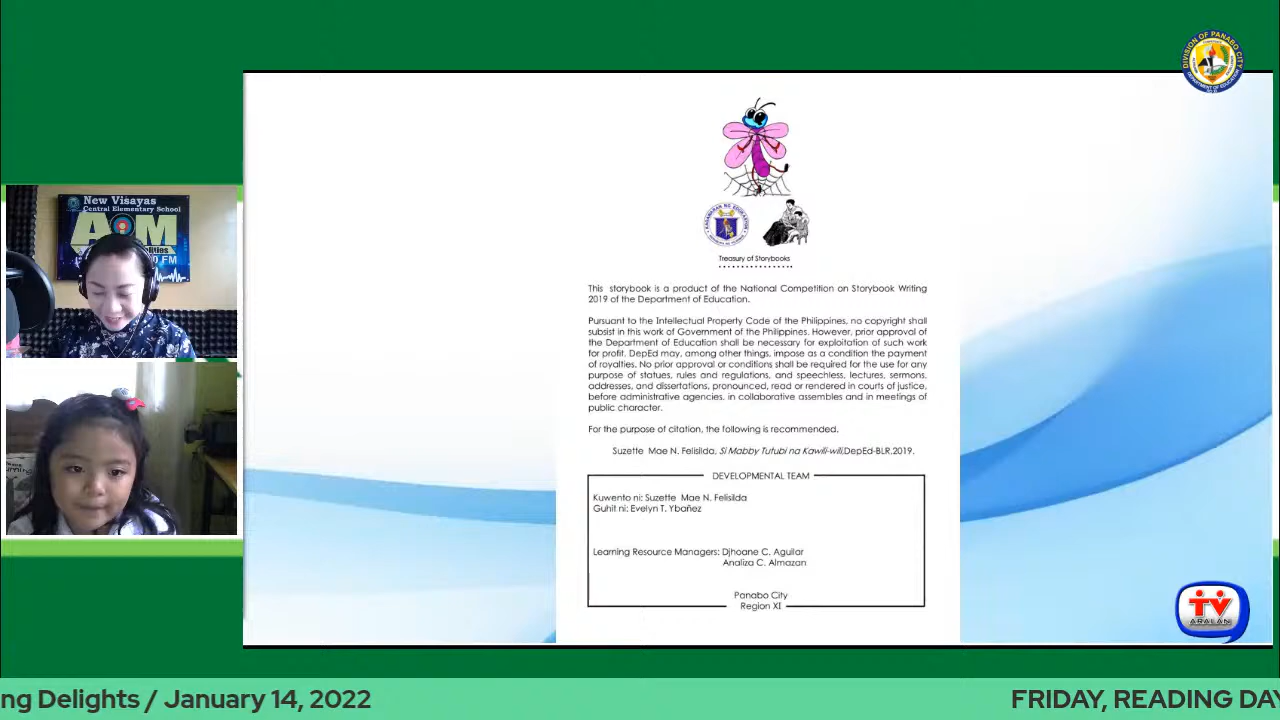 DIVISION OF PANABO CITY
DEPARTMENT OF EDUCATION
New Visayas
Central Elementary School
Treasury of Storybooks
This storybook is a product of the National Competition on Storybook Writing
2019 of the Department of Education.
Pursuant to the Intellectual Property Code of the Philippines, no copyright shall
subsist in this work of Government of the Philippines. However, prior approval of
the Department of Education shall be necessary for exploitation of such work
for profit. DepEd may, among other things, impose as a condition the payment
of royalties. No prior approval or conditions shall be required for the use for any
purpose of statues, rules and regulations, and speechless, lectures, sermons,
addresses, and dissertations, pronounced, read or rendered in courts of justice,
before administrative agencies, in collaborative assembles and in meetings of
public character.
For the purpose of citation, the following is recommended.
Suzette Mae N. Felisilda, Si Mabby Tutubi na Kawili-wili,DepEd-BLR.2019.
DEVELOPMENTAL TEAM
Kuwento ni: Suzette Mae N. Felisilda
Guhit ni: Evelyn T. Ybañez
Learning Resource Managers: Djhoane C. Aguilar
Analiza C. Almazan
Panabo City
Region XI
TV
ARALAN
ng Delights / January 14, 2022
FRIDAY, READING DAY